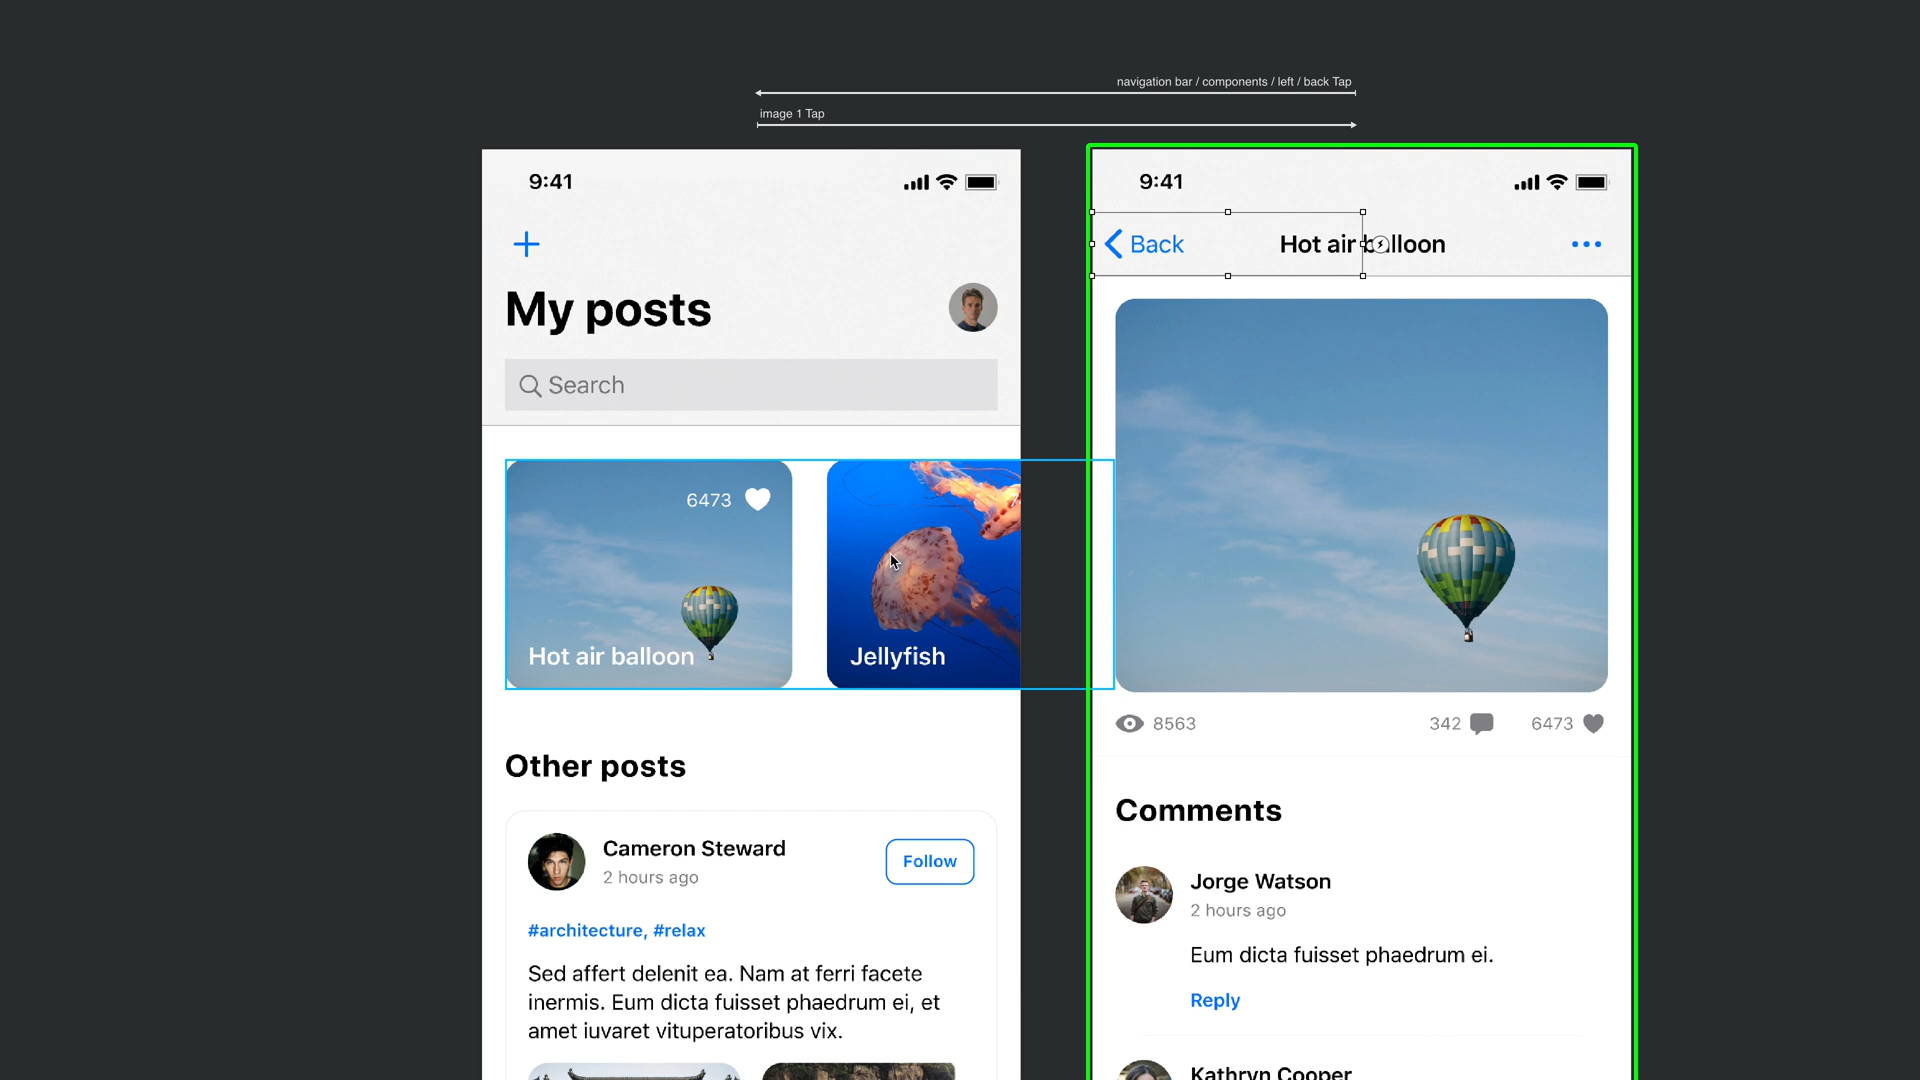 navigation bar / components / left / back Tap
image 1 Tap
9:41
My posts
Search
6473
Hot air balloon
Jellyfish
Other posts
Cameron Steward
2 hours ago
Follow
#architecture, #relax
Sed affert delenit ea. Nam at ferri facete
inermis. Eum dicta fuisset phaedrum ei, et
amet iuvaret vituperatoribus vix.
9:41
Back
Hot air balloon
8563
342
6473
Comments
Jorge Watson
2 hours ago
Eum dicta fuisset phaedrum ei.
Reply
Kathryn Cooper